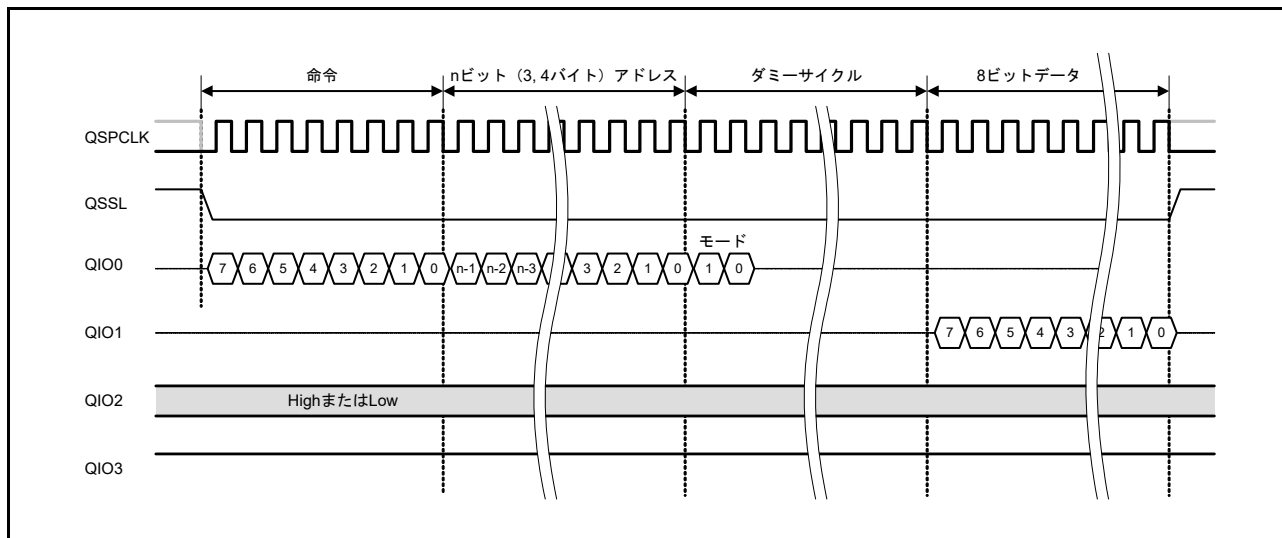 命令 nビット（3, 4バイト）アドレス ダミーサイクル 8ビットデータ
QSPCLK
QSSL
モード
QIO0 7 6 5 4 3 2 1 0 n-1 n-2 n-3 3 2 1 0 1 0
QIO1 7 6 5 4 3 2 1 0
QIO2 HighまたはLow
QIO3